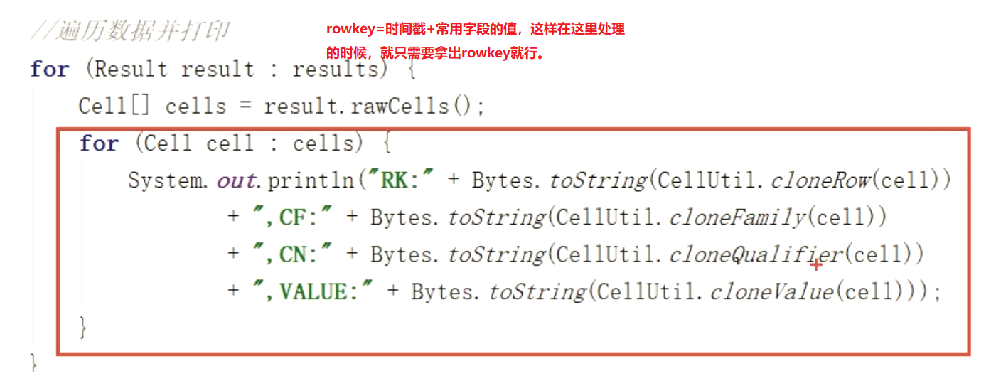 //遍历数据并打印
rowkey=时间戳+常用字段的值，这样在这里处理
的时候，就只需要拿出rowkey就行。
for (Result result : results) {
Cell[] cells = result.rawCells();
for (Cell cell : cells) {
System.out.println("RK:" + Bytes.toString(CellUtil.cloneRow(cell))
+ ",CF:" + Bytes.toString(CellUtil.cloneFamily(cell))
+ ",CN:" + Bytes.toString(CellUtil.cloneQualifier(cell))
+ ",VALUE:" + Bytes.toString(CellUtil.cloneValue(cell)));
}
}